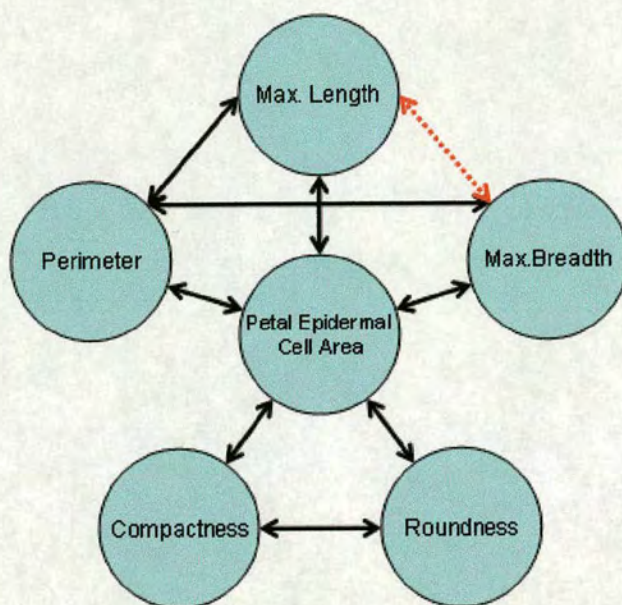 Max. Length
Perimeter
Max.Breadth
Petal Epidermal
Cell Area
Compactness
Roundness